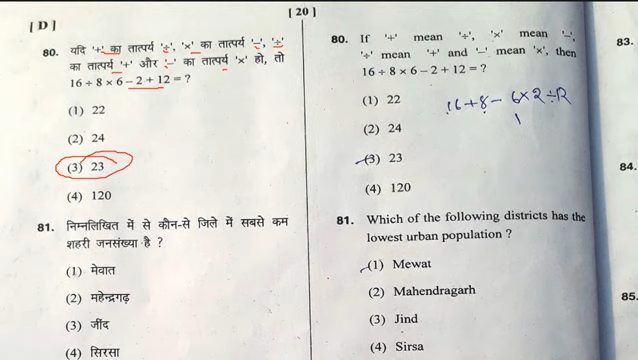 [ 20 ]
[ D ]
80. यदि '+' का तात्पर्य '÷', '×' का तात्पर्य '–', '÷'
का तात्पर्य '+' और '–' का तात्पर्य '×' हो, तो
16 ÷ 8 × 6 – 2 + 12 = ?
(1) 22
(2) 24
(3) 23
(4) 120
81. निम्नलिखित में से कौन-से जिले में सबसे कम
शहरी जनसंख्या है ?
(1) मेवात
(2) महेन्द्रगढ़
(3) जींद
(4) सिरसा
80. If '+' mean '÷', '×' mean '–',
'÷' mean '+' and '–' mean '×', then
16 ÷ 8 × 6 – 2 + 12 = ?
(1) 22
16+8– 6×2÷12
(2) 24
(3) 23
(4) 120
81. Which of the following districts has the
lowest urban population ?
(1) Mewat
(2) Mahendragarh
(3) Jind
(4) Sirsa
83.
84.
85.